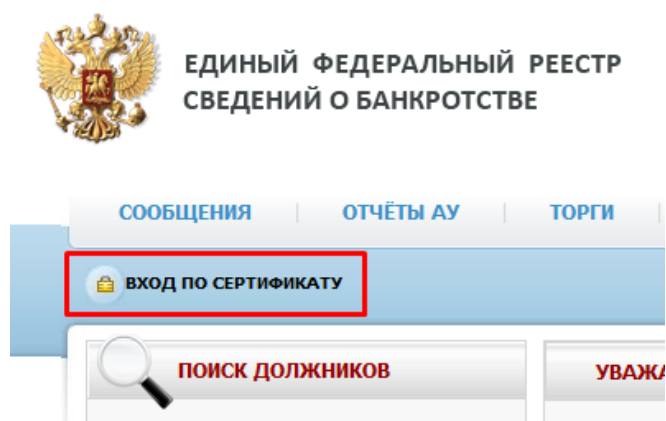 ЕДИНЫЙ ФЕДЕРАЛЬНЫЙ РЕЕСТР
СВЕДЕНИЙ О БАНКРОТСТВЕ
СООБЩЕНИЯ ОТЧЁТЫ АУ ТОРГИ
ВХОД ПО СЕРТИФИКАТУ
ПОИСК ДОЛЖНИКОВ